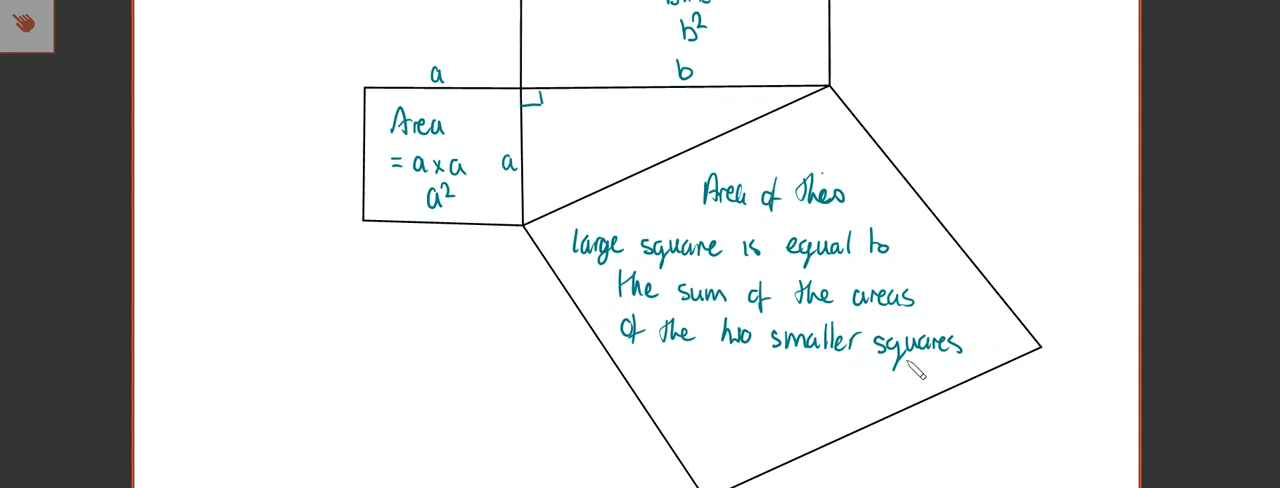 b²
b
a
Area
= a x a
a
a²
Area of this
large square is equal to
the sum of the areas
of the two smaller squares